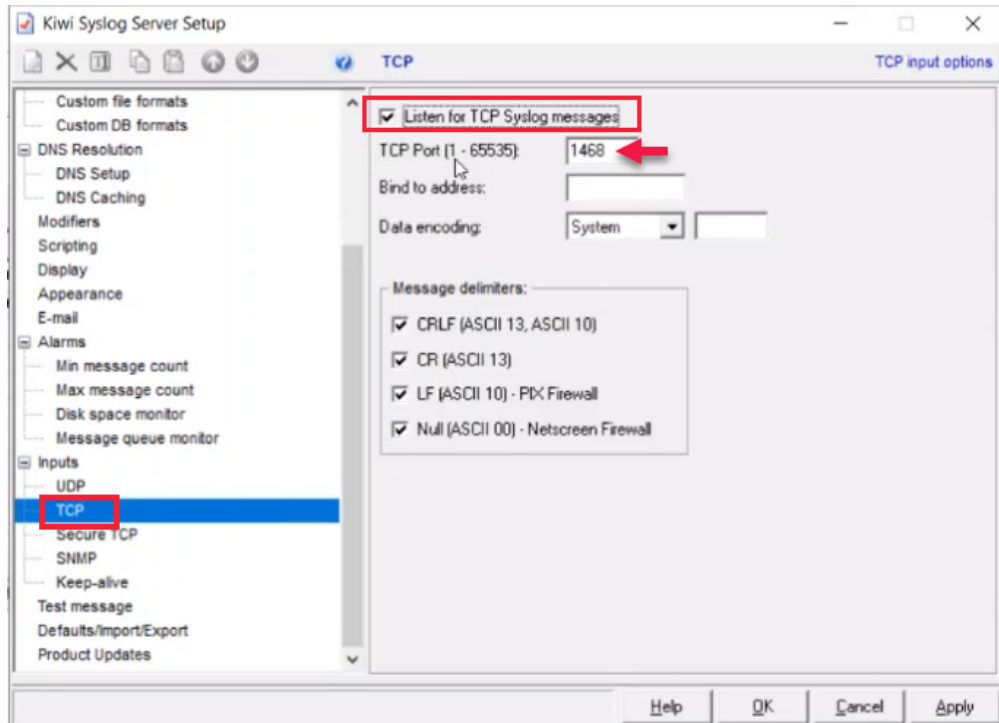 Kiwi Syslog Server Setup
TCP
TCP input options
Custom file formats
Custom DB formats
DNS Resolution
DNS Setup
DNS Caching
Modifiers
Scripting
Display
Appearance
E-mail
Alarms
Min message count
Max message count
Disk space monitor
Message queue monitor
Inputs
UDP
TCP
Secure TCP
SNMP
Keep-alive
Test message
Defaults/Import/Export
Product Updates
Listen for TCP Syslog messages
TCP Port (1 - 65535): 1468
Bind to address:
Data encoding: System
Message delimiters:
CRLF (ASCII 13, ASCII 10)
CR (ASCII 13)
LF (ASCII 10) - PIX Firewall
Null (ASCII 00) - Netscreen Firewall
Help OK Cancel Apply